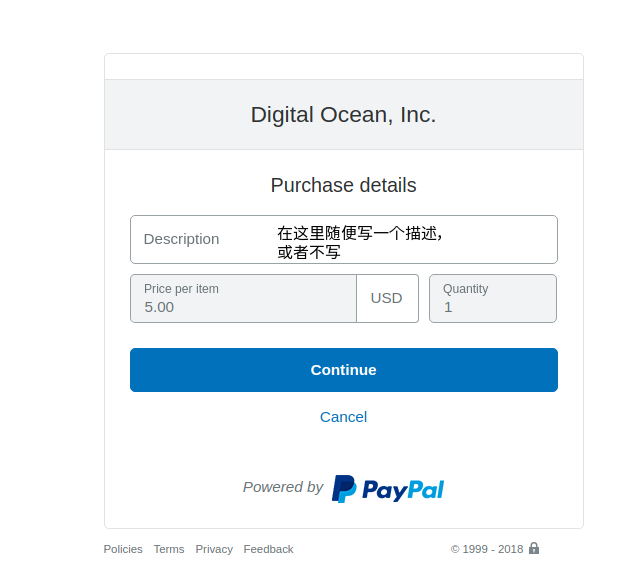 Digital Ocean, Inc.
Purchase details
Description
在这里随便写一个描述，
或者不写
Price per item
5.00
USD
Quantity
1
Continue
Cancel
Powered by PayPal
Policies Terms Privacy Feedback © 1999 - 2018